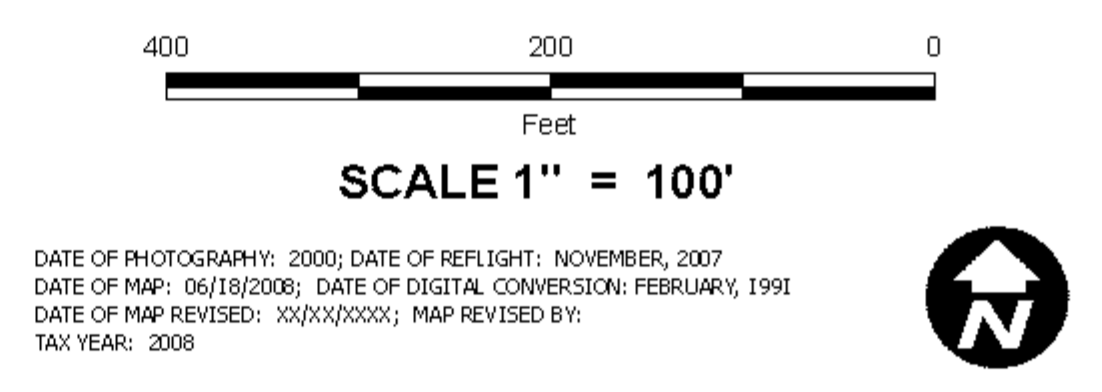 400 200 0
Feet
SCALE 1" = 100'
DATE OF PHOTOGRAPHY: 2000; DATE OF REFLIGHT: NOVEMBER, 2007
DATE OF MAP: 06/18/2008; DATE OF DIGITAL CONVERSION: FEBRUARY, 1991
DATE OF MAP REVISED: XX/XX/XXXX; MAP REVISED BY:
TAX YEAR: 2008
N